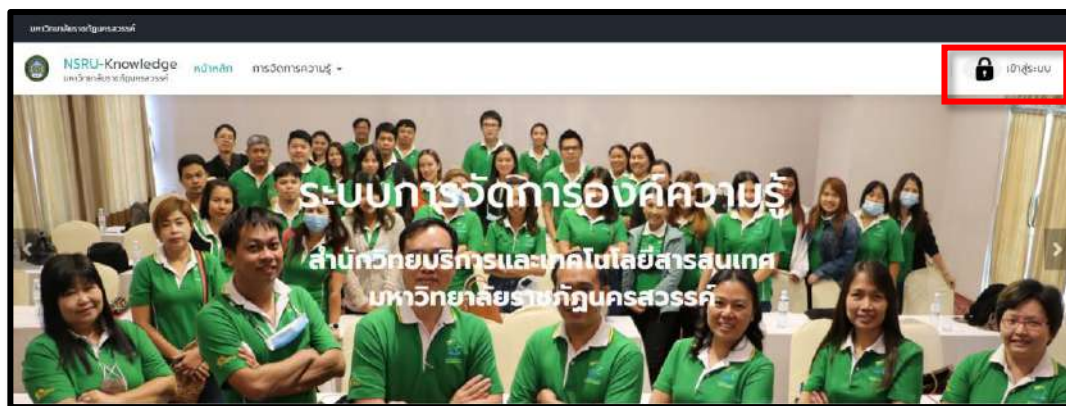 มหาวิทยาลัยราชภัฏนครสวรรค์
NSRU-Knowledge หน้าหลัก การจัดการความรู้
มหาวิทยาลัยราชภัฏนครสวรรค์
เข้าสู่ระบบ
ระบบการจัดการองค์ความรู้
สำนักวิทยบริการและเทคโนโลยีสารสนเทศ
มหาวิทยาลัยราชภัฏนครสวรรค์